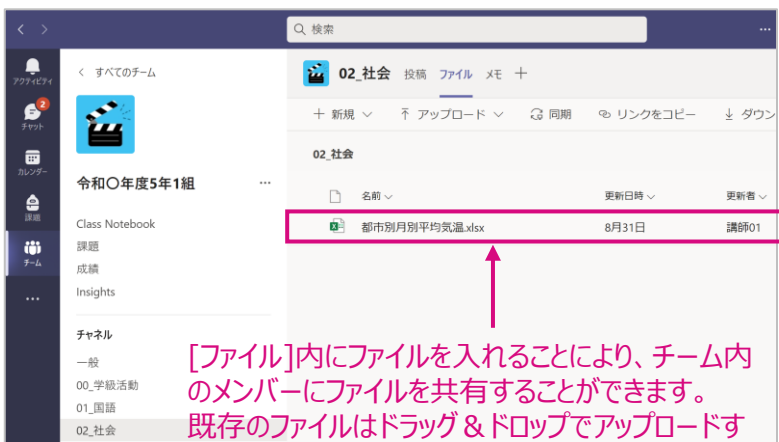 検索
アクティビティ
チャット
2
カレンダー
課題
チーム
すべてのチーム
令和〇年度5年1組
Class Notebook
課題
成績
Insights
チャネル
一般
00_学級活動
01_国語
02_社会
02_社会 投稿 ファイル メモ
新規 アップロード 同期 リンクをコピー ダウン
02_社会
名前 更新日時 更新者
都市別月別平均気温.xlsx 8月31日 講師01
[ファイル]内にファイルを入れることにより、チーム内
のメンバーにファイルを共有することができます。
既存のファイルはドラッグ＆ドロップでアップロードす